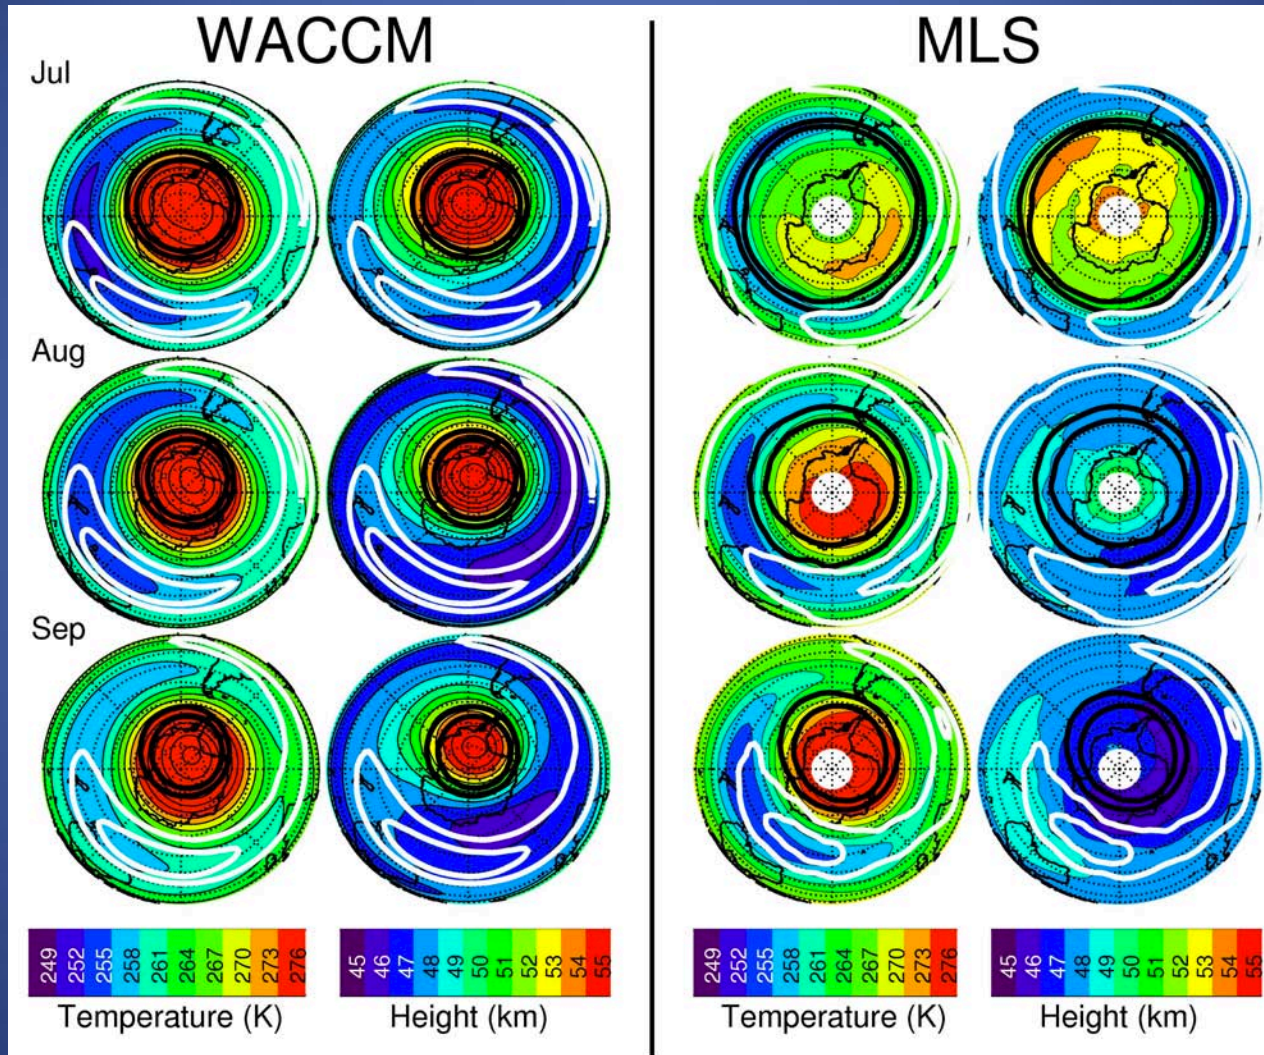 WACCM
MLS
Jul
Aug
Sep
249 252 255 258 261 264 267 270 273 276
Temperature (K)
45 46 47 48 49 50 51 52 53 54 55
Height (km)
249 252 255 258 261 264 267 270 273 276
Temperature (K)
45 46 47 48 49 50 51 52 53 54 55
Height (km)